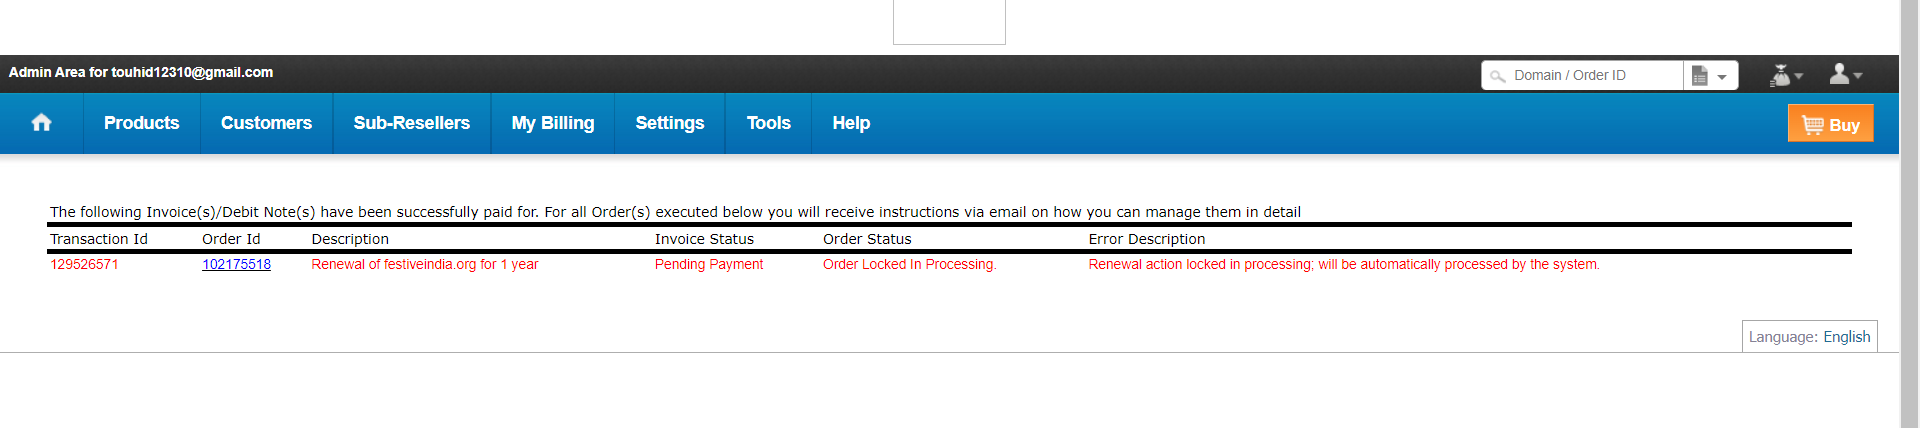 Admin Area for touhid12310@gmail.com
Domain / Order ID
Products Customers Sub-Resellers My Billing Settings Tools Help
Buy
The following Invoice(s)/Debit Note(s) have been successfully paid for. For all Order(s) executed below you will receive instructions via email on how you can manage them in detail
Transaction Id Order Id Description Invoice Status Order Status Error Description
129526571 102175518 Renewal of festiveindia.org for 1 year Pending Payment Order Locked In Processing. Renewal action locked in processing; will be automatically processed by the system.
Language: English